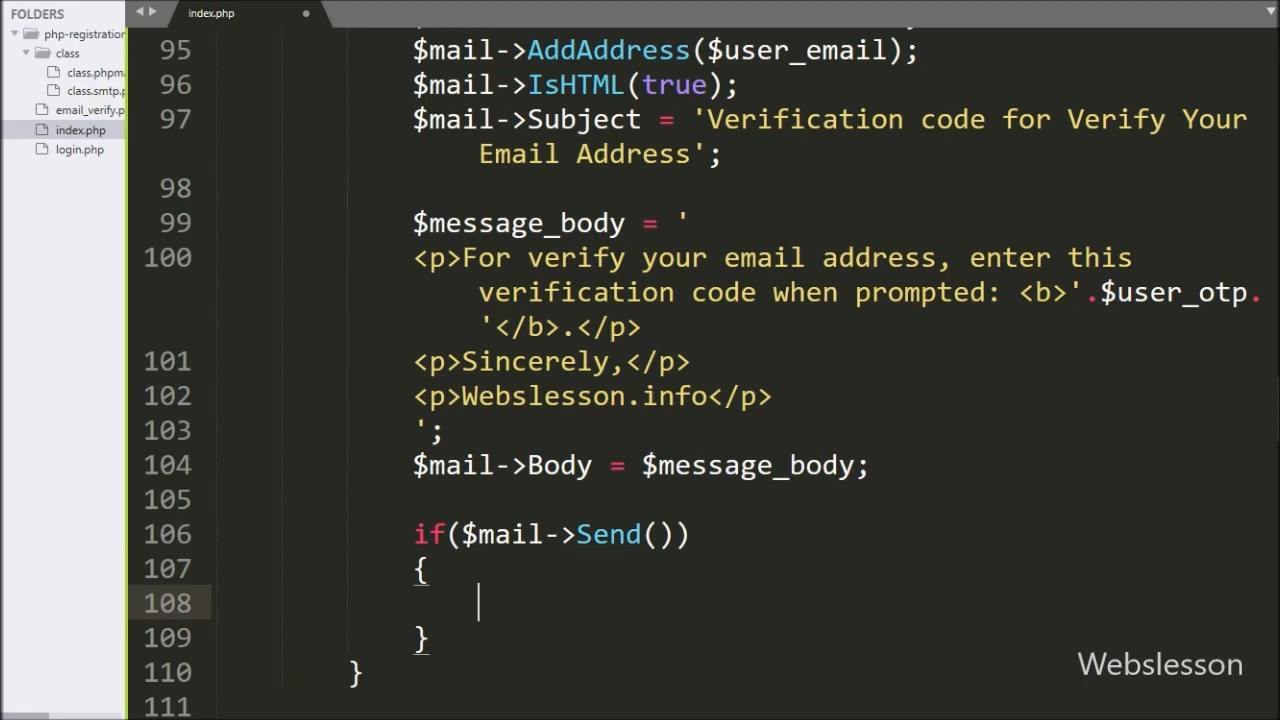 FOLDERS
index.php
php-registration
class
class.phpma
class.smtp.p
email_verify.p
index.php
login.php
95 $mail->AddAddress($user_email);
96 $mail->IsHTML(true);
97 $mail->Subject = 'Verification code for Verify Your
Email Address';
98
99 $message_body = '
100 <p>For verify your email address, enter this
verification code when prompted: <b>'.$user_otp.
'</b>.</p>
101 <p>Sincerely,</p>
102 <p>Webslesson.info</p>
103 ';
104 $mail->Body = $message_body;
105
106 if($mail->Send())
107 {
108
109 }
110 }
111
Webslesson